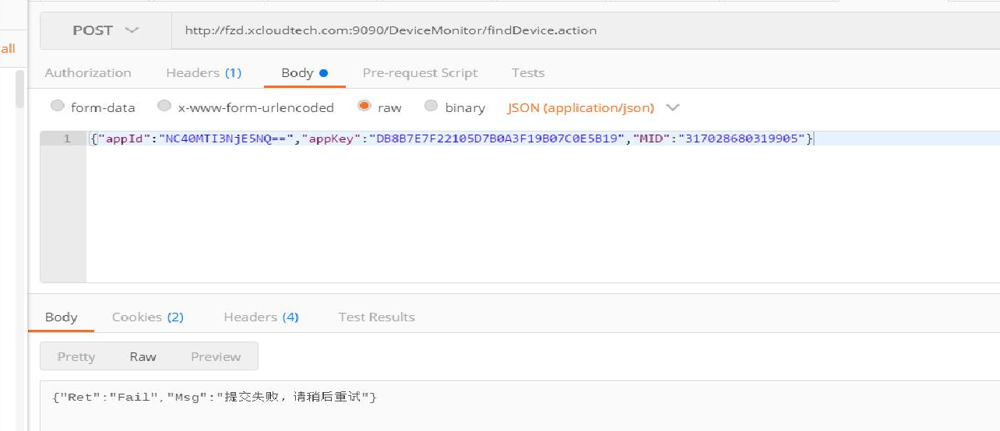 POST
http://fzd.xcloudtech.com:9090/DeviceMonitor/findDevice.action
all
Authorization Headers (1) Body Pre-request Script Tests
form-data x-www-form-urlencoded raw binary JSON (application/json)
1 {"appId":"NC40MTI3NjE5NQ==","appKey":"DB8B7E7F22105D7B0A3F19B07C0E5B19","MID":"317028680319905"}
Body Cookies (2) Headers (4) Test Results
Pretty Raw Preview
{"Ret":"Fail","Msg":"提交失败，请稍后重试"}